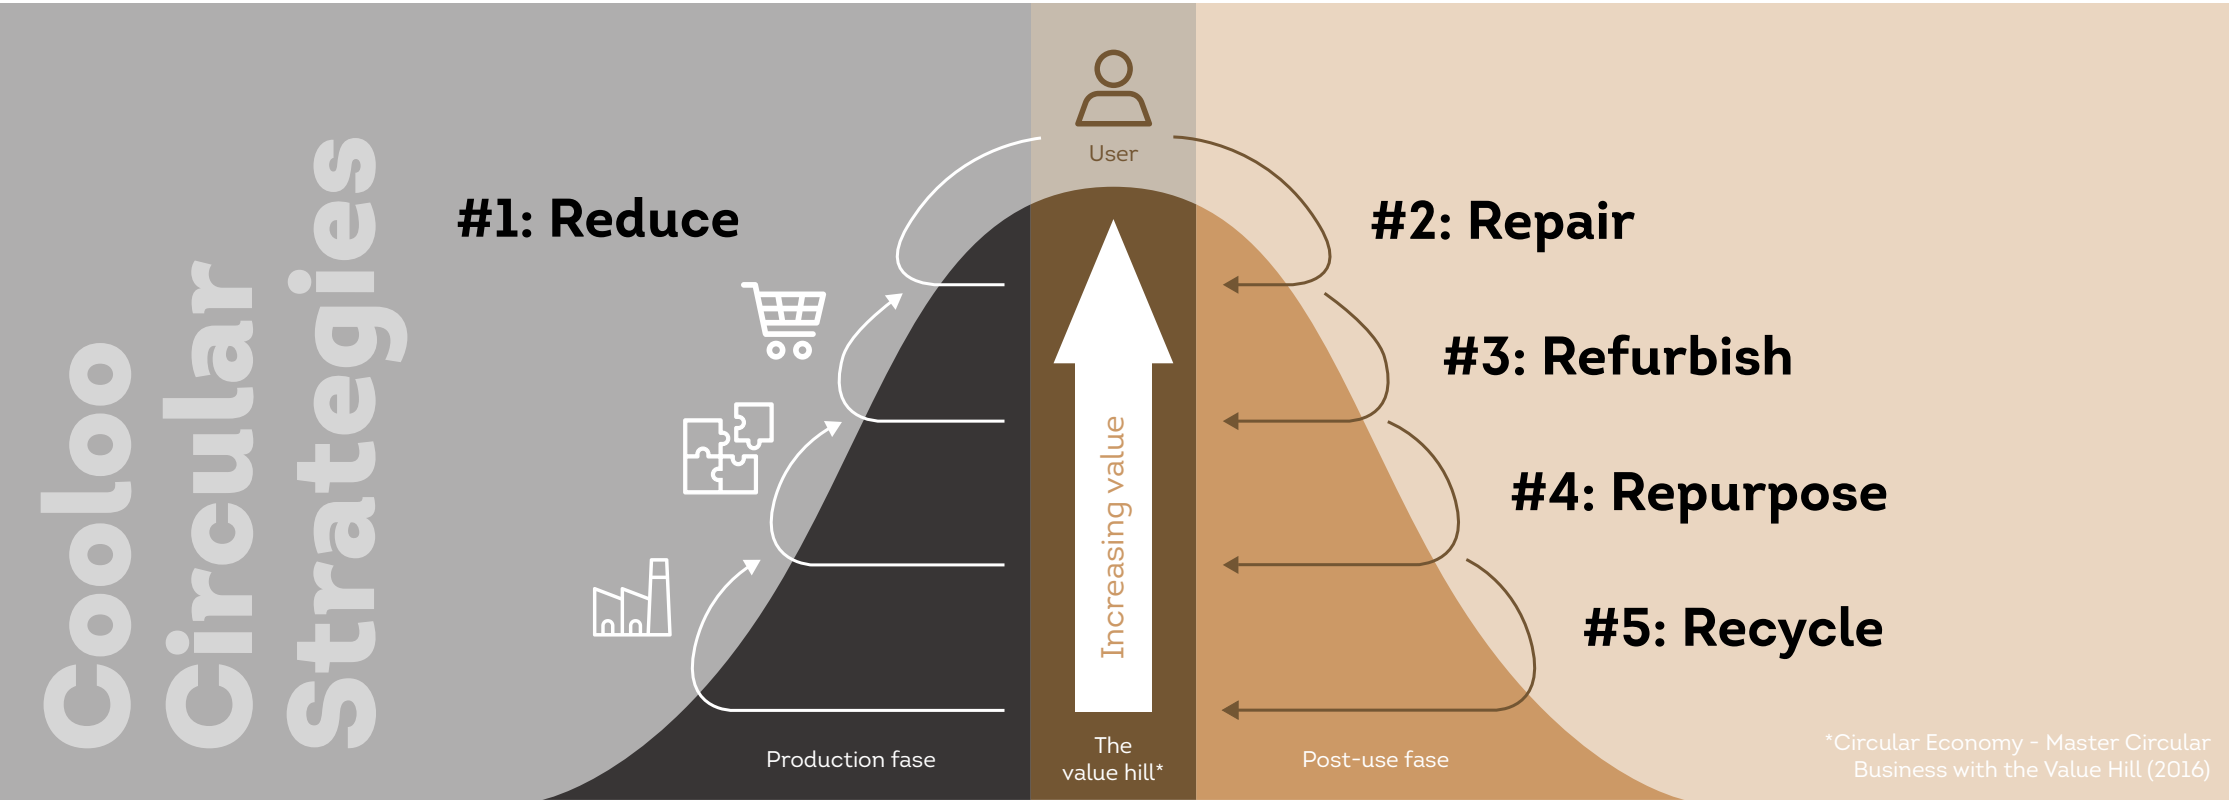 Cooloo
Circular
Strategies
User
#1: Reduce
#2: Repair
#3: Refurbish
#4: Repurpose
#5: Recycle
Increasing value
Production fase
The
value hill*
Post-use fase
*Circular Economy - Master Circular
Business with the Value Hill (2016)